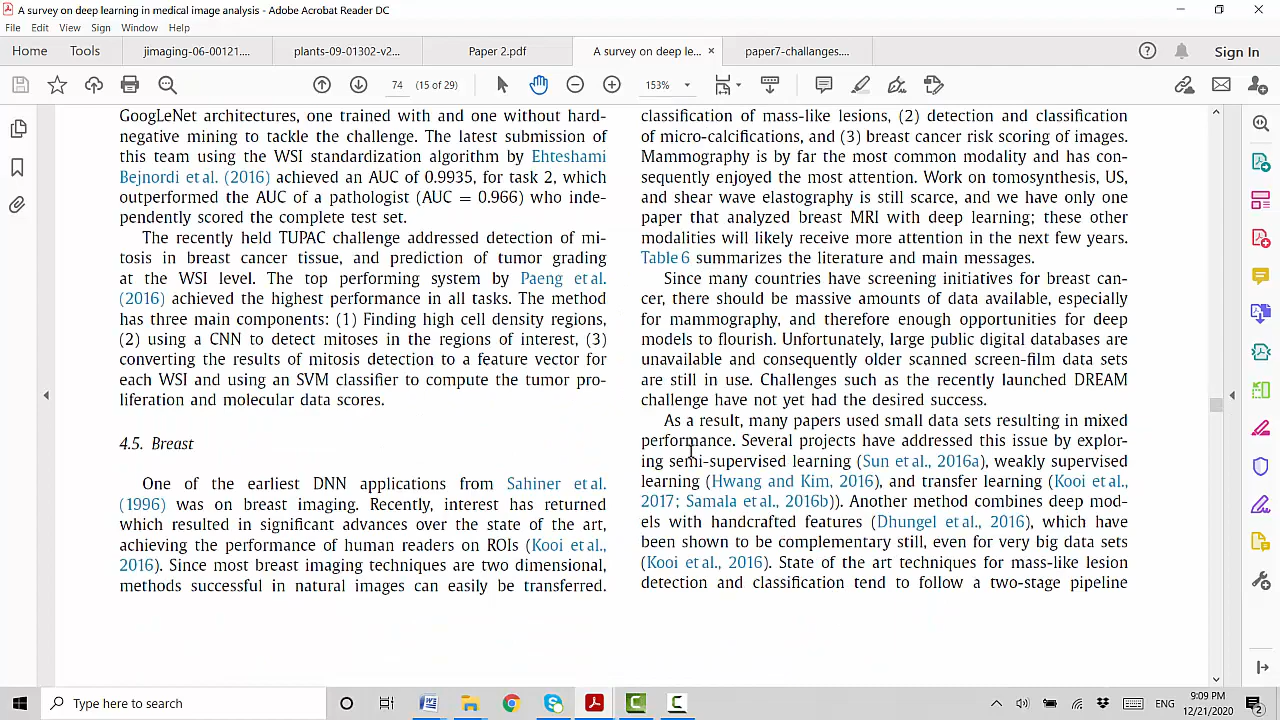 A survey on deep learning in medical image analysis - Adobe Acrobat Reader DC
File Edit View Sign Window Help
Home Tools jimaging-06-00121.... plants-09-01302-v2... Paper 2.pdf A survey on deep le... × paper7-challanges.... Sign In
74 (15 of 29) 153%
GoogLeNet architectures, one trained with and one without hard-
negative mining to tackle the challenge. The latest submission of
this team using the WSI standardization algorithm by Ehteshami
Bejnordi et al. (2016) achieved an AUC of 0.9935, for task 2, which
outperformed the AUC of a pathologist (AUC = 0.966) who inde-
pendently scored the complete test set.
The recently held TUPAC challenge addressed detection of mi-
tosis in breast cancer tissue, and prediction of tumor grading
at the WSI level. The top performing system by Paeng et al.
(2016) achieved the highest performance in all tasks. The method
has three main components: (1) Finding high cell density regions,
(2) using a CNN to detect mitoses in the regions of interest, (3)
converting the results of mitosis detection to a feature vector for
each WSI and using an SVM classifier to compute the tumor pro-
liferation and molecular data scores.
4.5. Breast
One of the earliest DNN applications from Sahiner et al.
(1996) was on breast imaging. Recently, interest has returned
which resulted in significant advances over the state of the art,
achieving the performance of human readers on ROIs (Kooi et al.,
2016). Since most breast imaging techniques are two dimensional,
methods successful in natural images can easily be transferred.
classification of mass-like lesions, (2) detection and classification
of micro-calcifications, and (3) breast cancer risk scoring of images.
Mammography is by far the most common modality and has con-
sequently enjoyed the most attention. Work on tomosynthesis, US,
and shear wave elastography is still scarce, and we have only one
paper that analyzed breast MRI with deep learning; these other
modalities will likely receive more attention in the next few years.
Table 6 summarizes the literature and main messages.
Since many countries have screening initiatives for breast can-
cer, there should be massive amounts of data available, especially
for mammography, and therefore enough opportunities for deep
models to flourish. Unfortunately, large public digital databases are
unavailable and consequently older scanned screen-film data sets
are still in use. Challenges such as the recently launched DREAM
challenge have not yet had the desired success.
As a result, many papers used small data sets resulting in mixed
performance. Several projects have addressed this issue by explor-
ing semi-supervised learning (Sun et al., 2016a), weakly supervised
learning (Hwang and Kim, 2016), and transfer learning (Kooi et al.,
2017; Samala et al., 2016b)). Another method combines deep mod-
els with handcrafted features (Dhungel et al., 2016), which have
been shown to be complementary still, even for very big data sets
(Kooi et al., 2016). State of the art techniques for mass-like lesion
detection and classification tend to follow a two-stage pipeline
Type here to search
ENG
9:09 PM
12/21/2020
2